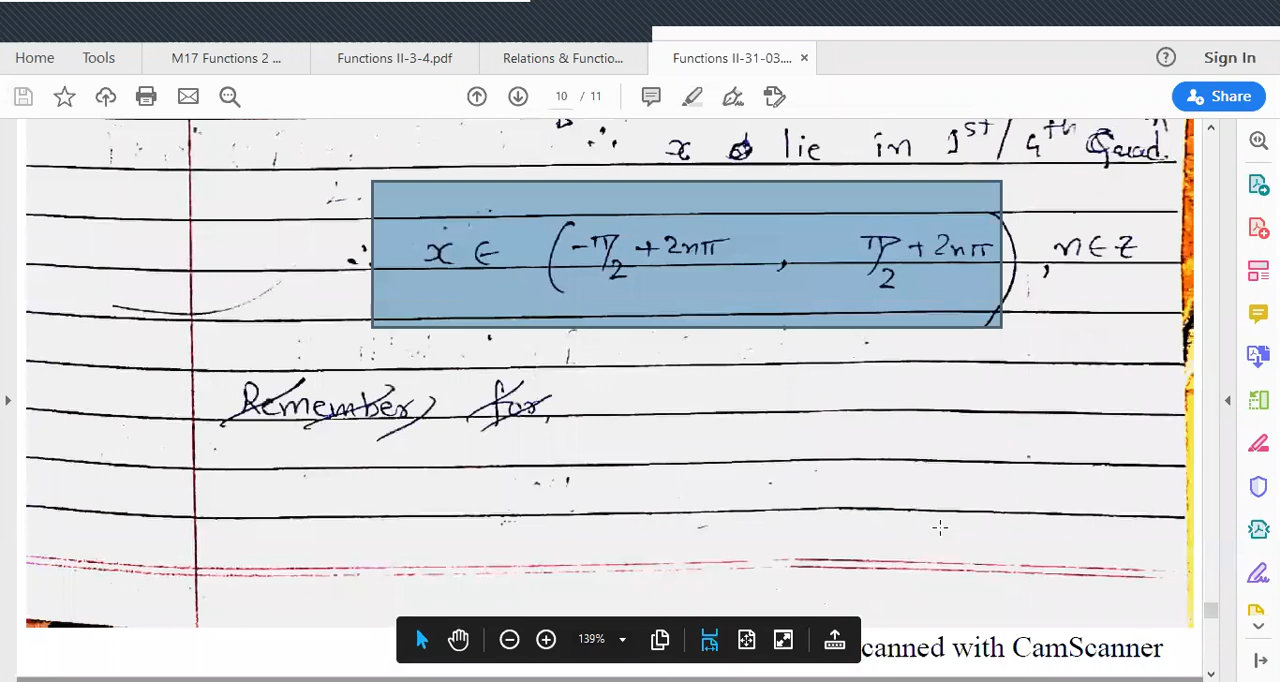 Home Tools M17 Functions 2 ... Functions II-3-4.pdf Relations & Functio... Functions II-31-03.... ×
? Sign In
10 / 11
Share
∴ x lie in 1st/4th Quad.
∴ x ∈ (-π/2 + 2nπ , π/2 + 2nπ) , n ∈ Z
Remember for,
139%
canned with CamScanner